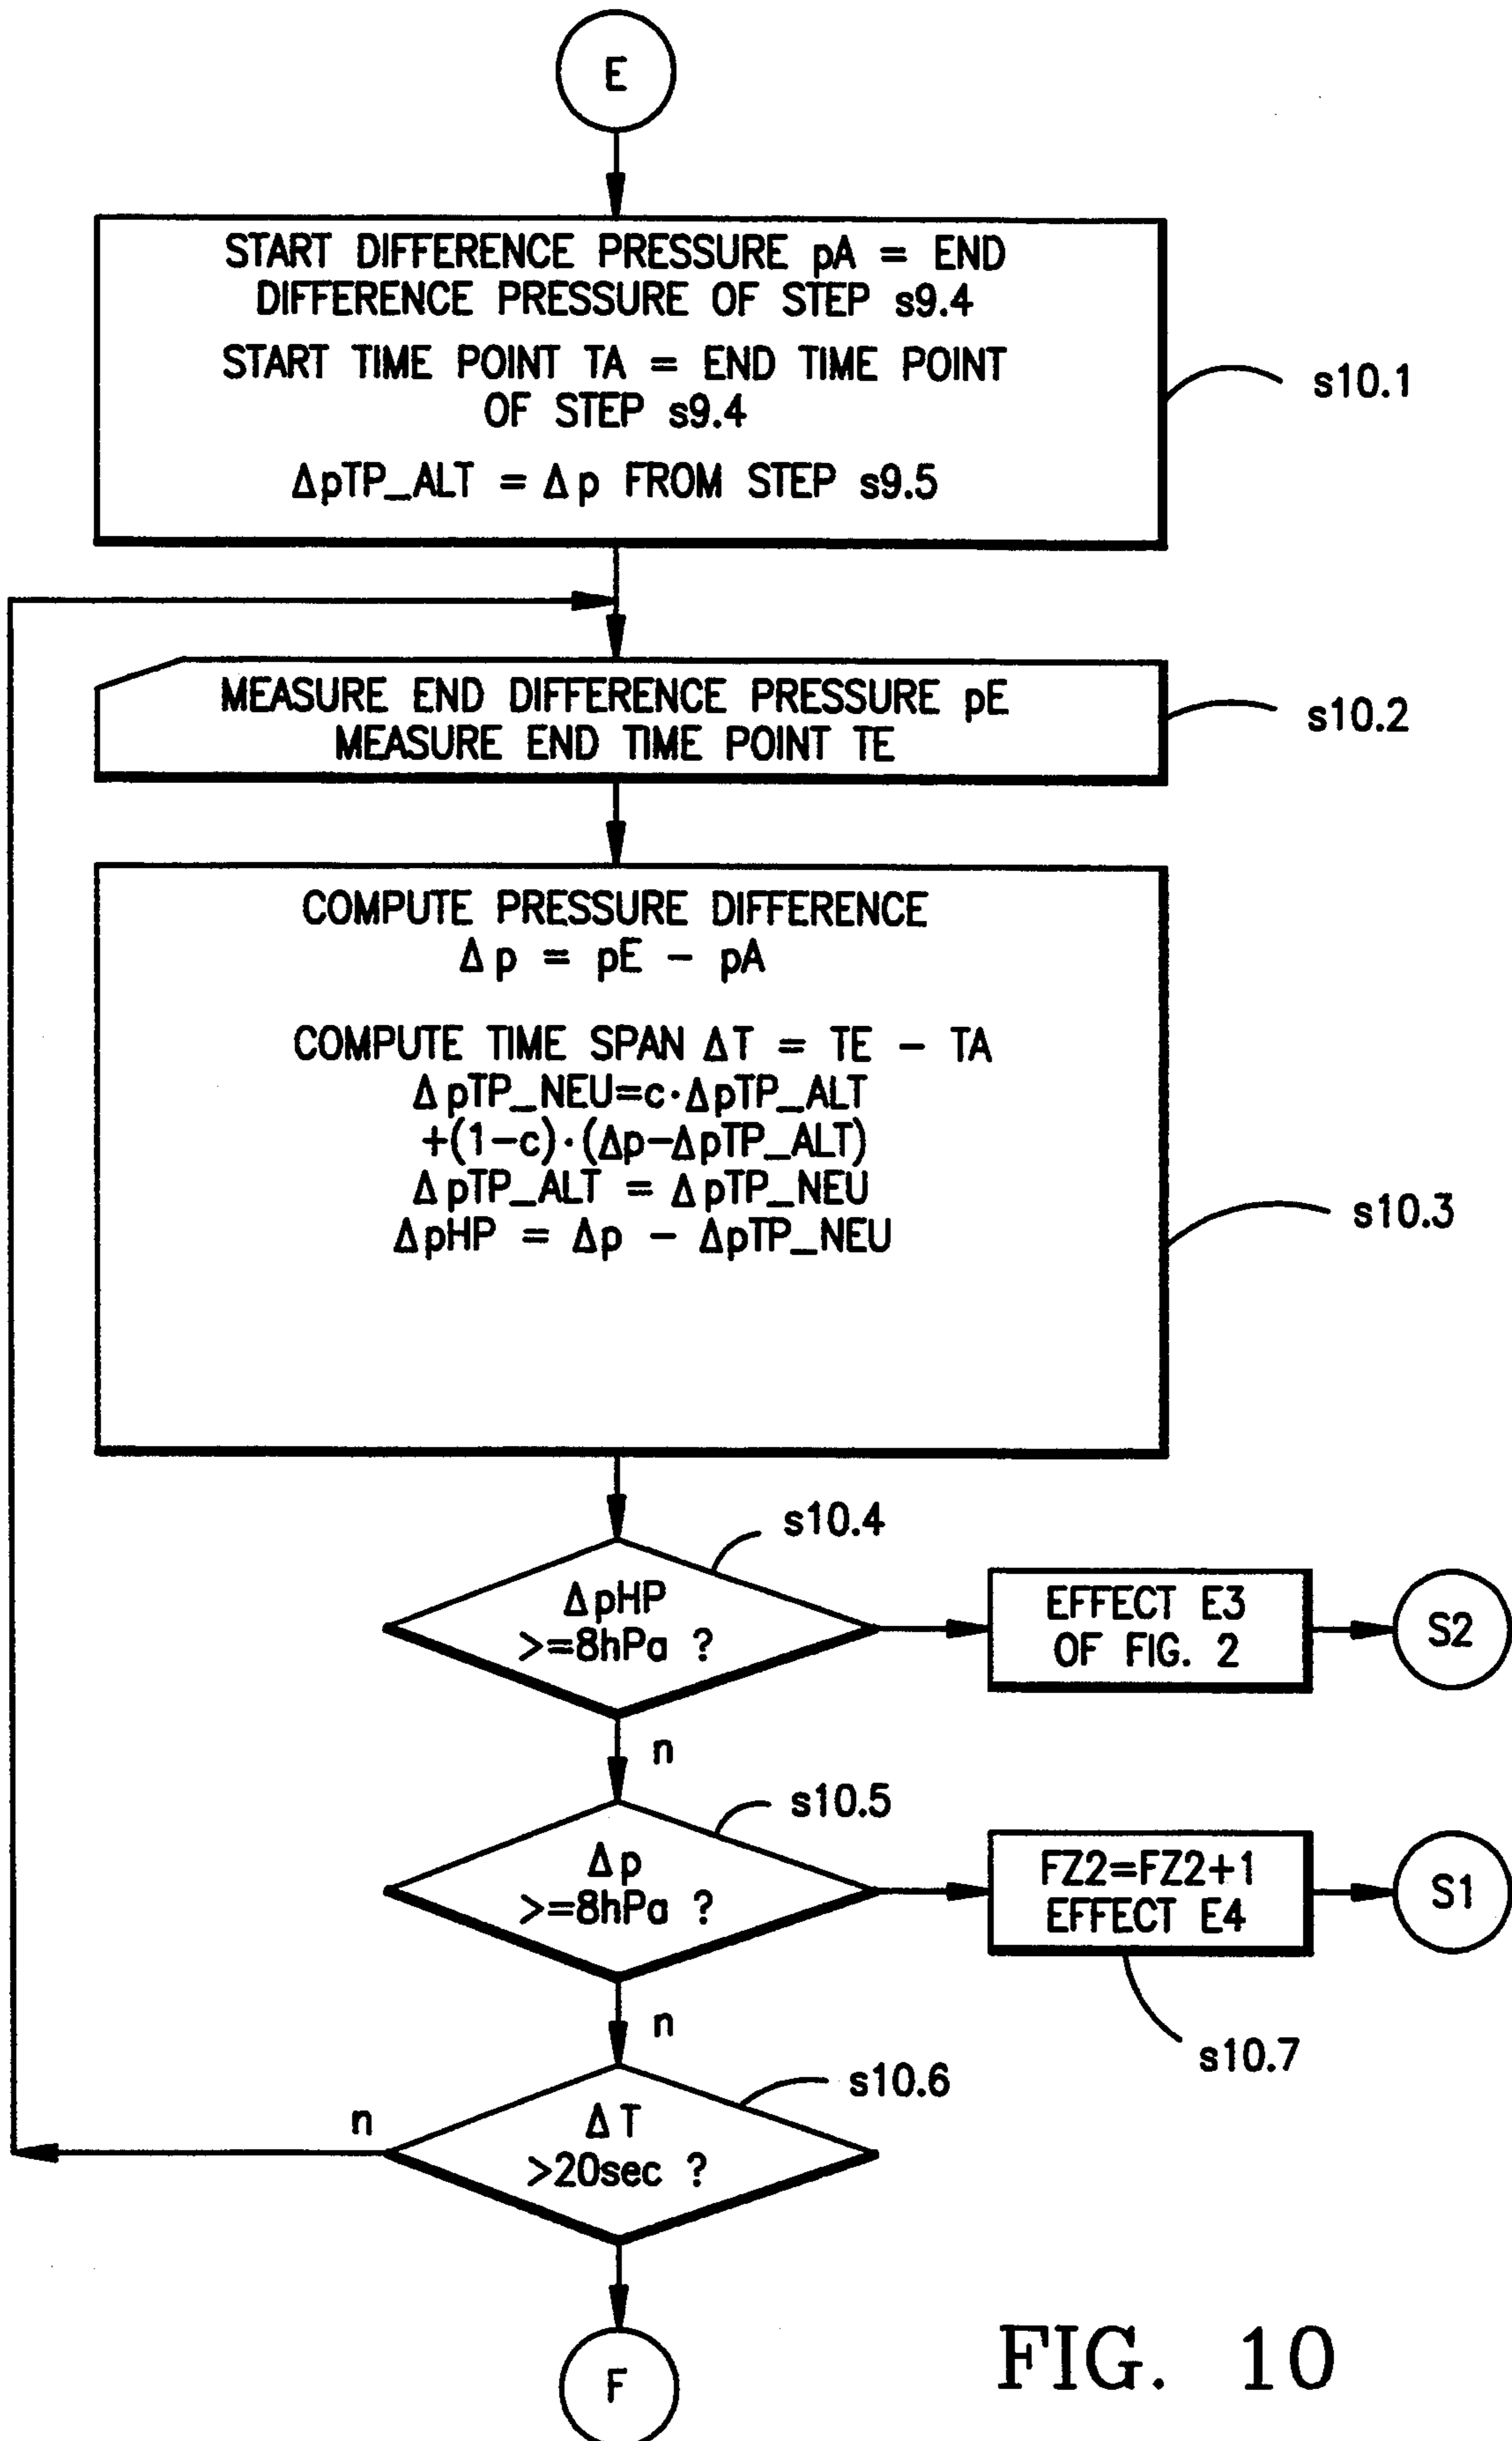 E
START DIFFERENCE PRESSURE pA = END
DIFFERENCE PRESSURE OF STEP s9.4
START TIME POINT TA = END TIME POINT
OF STEP s9.4
ΔpTP_ALT = Δp FROM STEP s9.5
s10.1
MEASURE END DIFFERENCE PRESSURE pE
MEASURE END TIME POINT TE
s10.2
COMPUTE PRESSURE DIFFERENCE
Δp = pE - pA
COMPUTE TIME SPAN ΔT = TE - TA
ΔpTP_NEU=c·ΔpTP_ALT
+(1-c)·(Δp-ΔpTP_ALT)
ΔpTP_ALT = ΔpTP_NEU
ΔpHP = Δp - ΔpTP_NEU
s10.3
s10.4
ΔpHP
>=8hPa ?
EFFECT E3
OF FIG. 2
S2
n
s10.5
Δp
>=8hPa ?
FZ2=FZ2+1
EFFECT E4
S1
n
s10.7
s10.6
n
ΔT
>20sec ?
F
FIG. 10